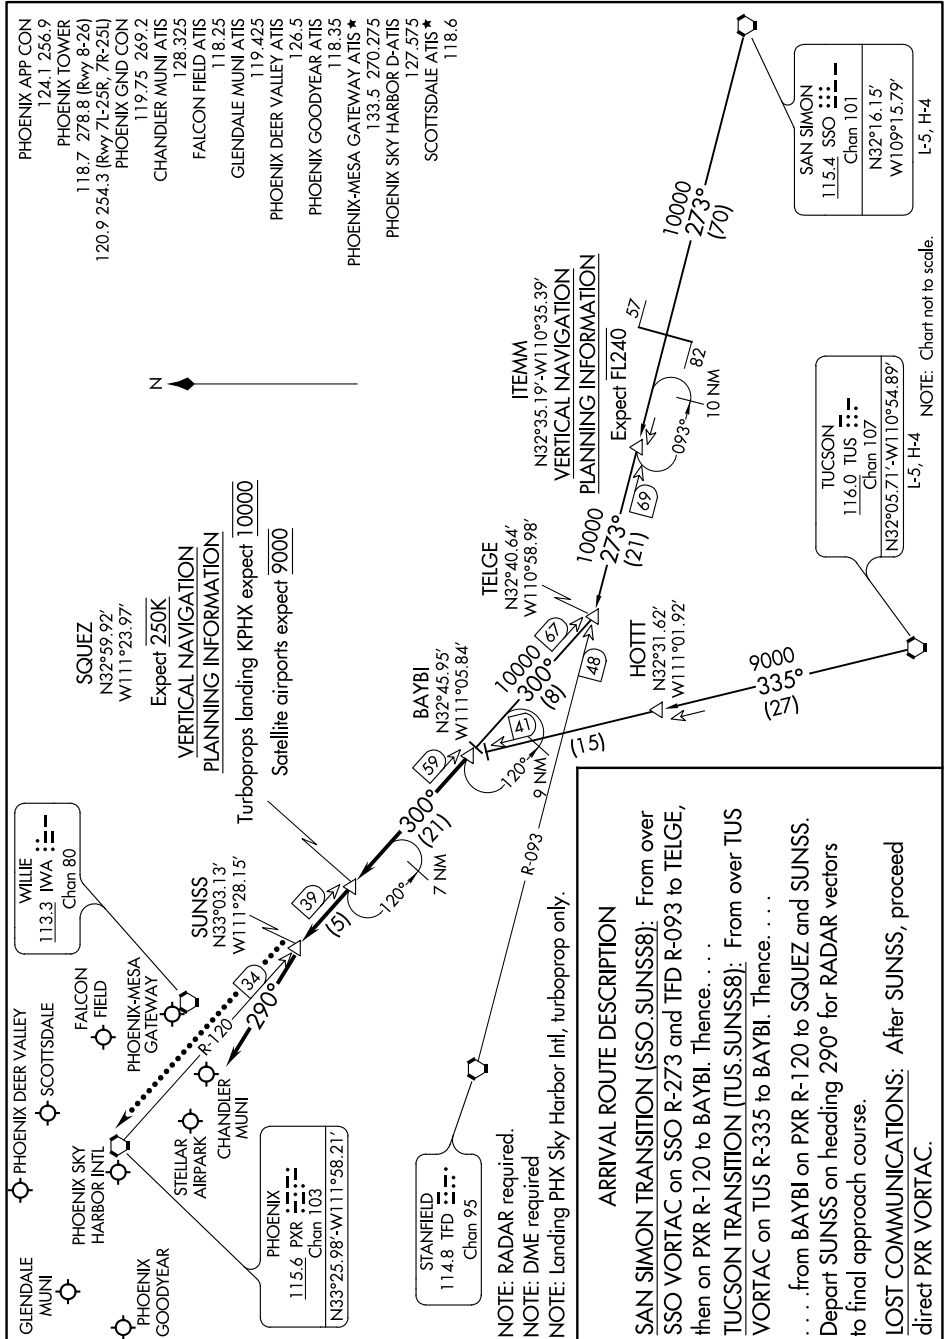 PHOENIX APP CON
124.1 256.9
PHOENIX TOWER
118.7 278.8 (Rwy 8-26)
120.9 254.3 (Rwy 7L-25R, 7R-25L)
PHOENIX GND CON
119.75 269.2
CHANDLER MUNI ATIS
128.325
FALCON FIELD ATIS
118.25
GLENDALE MUNI ATIS
119.425
PHOENIX DEER VALLEY ATIS
126.5
PHOENIX GOODYEAR ATIS
118.35
PHOENIX-MESA GATEWAY ATIS★
133.5 270.275
PHOENIX SKY HARBOR D-ATIS
127.575
SCOTTSDALE ATIS★
118.6
N
SQUEZ
N32°59.92'
W111°23.97'
Expect 250K
VERTICAL NAVIGATION
PLANNING INFORMATION
Turboprops landing KPHX expect 10000
Satellite airports expect 9000
GLENDALE
MUNI
PHOENIX DEER VALLEY
SCOTTSDALE
PHOENIX SKY
HARBOR INTL
FALCON
FIELD
PHOENIX-MESA
GATEWAY
PHOENIX
GOODYEAR
STELLAR
AIRPARK
CHANDLER
MUNI
WILLIE
113.3 IWA
Chan 80
SUNSS
N33°03.13'
W111°28.15'
R-120
34
290°
39
(5)
PHOENIX
115.6 PXR
Chan 103
N33°25.98'-W111°58.21'
STANFIELD
114.8 TFD
Chan 95
R-093
120°
7 NM
300°
(21)
59
BAYBI
N32°45.95'
W111°05.84'
120°
9 NM
41
10000
300°
(8)
67
48
TELGE
N32°40.64'
W110°58.98'
10000
273°
(21)
69
ITEMM
N32°35.19'-W110°35.39'
VERTICAL NAVIGATION
PLANNING INFORMATION
Expect FL240
093°
10 NM
57
82
10000
273°
(70)
SAN SIMON
115.4 SSO
Chan 101
N32°16.15'
W109°15.79'
L-5, H-4
HOTTT
N32°31.62'
W111°01.92'
(15)
9000
335°
(27)
TUCSON
116.0 TUS
Chan 107
N32°05.71'-W110°54.89'
L-5, H-4
NOTE: Chart not to scale.
NOTE: RADAR required.
NOTE: DME required
NOTE: Landing PHX Sky Harbor Intl, turboprop only.
ARRIVAL ROUTE DESCRIPTION
SAN SIMON TRANSITION (SSO.SUNSS8): From over
SSO VORTAC on SSO R-273 and TFD R-093 to TELGE,
then on PXR R-120 to BAYBI. Thence. . . .
TUCSON TRANSITION (TUS.SUNSS8): From over TUS
VORTAC on TUS R-335 to BAYBI. Thence. . . .
. . . .from BAYBI on PXR R-120 to SQUEZ and SUNSS.
Depart SUNSS on heading 290° for RADAR vectors
to final approach course.
LOST COMMUNICATIONS: After SUNSS, proceed
direct PXR VORTAC.